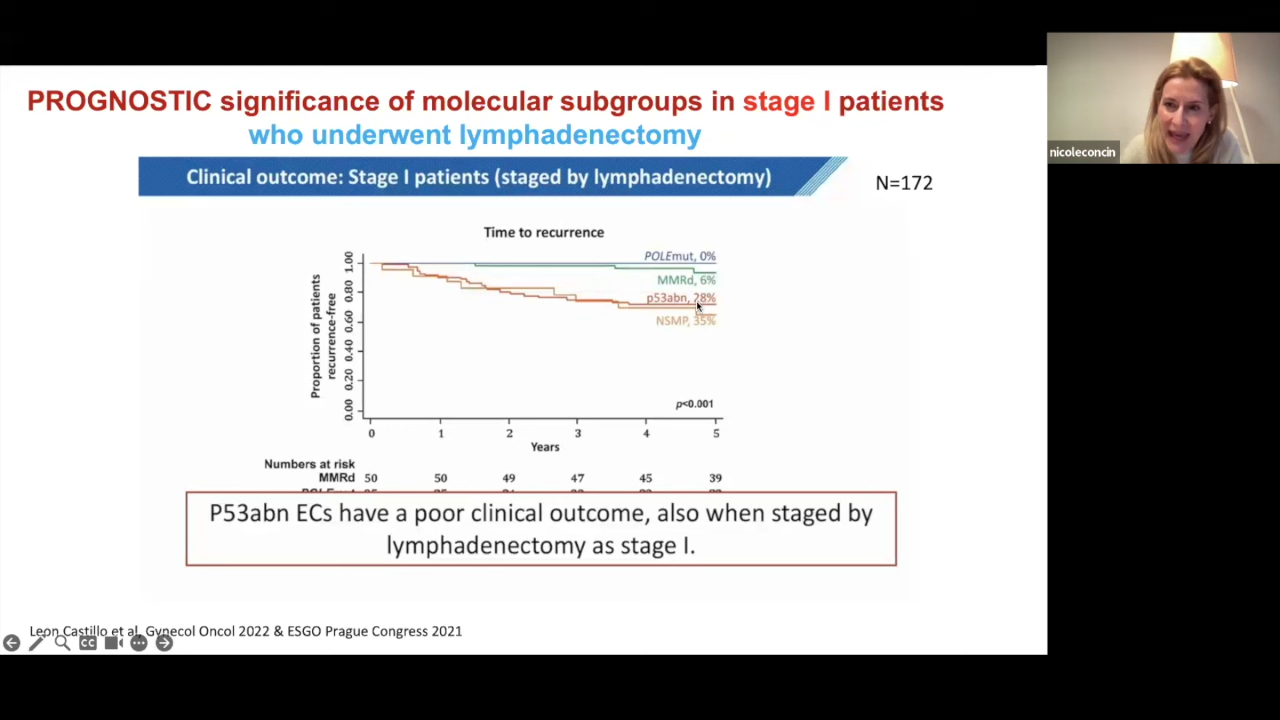 PROGNOSTIC significance of molecular subgroups in stage I patients
who underwent lymphadenectomy
Clinical outcome: Stage I patients (staged by lymphadenectomy)
N=172
nicoleconcin
Time to recurrence
Proportion of patients
recurrence-free
1.00
0.80
0.60
0.40
0.20
0.00
POLEmut, 0%
MMRd, 6%
p53abn, 28%
NSMP, 35%
p<0.001
0 1 2 3 4 5
Years
Numbers at risk
MMRd 50 50 49 47 45 39
P53abn ECs have a poor clinical outcome, also when staged by
lymphadenectomy as stage I.
Leon Castillo et al, Gynecol Oncol 2022 & ESGO Prague Congress 2021
CC